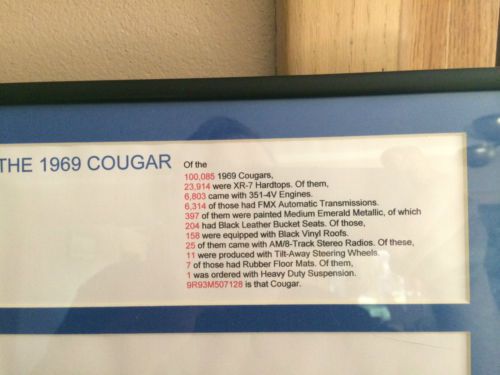 THE 1969 COUGAR
Of the
100,085 1969 Cougars,
23,914 were XR-7 Hardtops. Of them,
6,803 came with 351-4V Engines.
6,314 of those had FMX Automatic Transmissions.
397 of them were painted Medium Emerald Metallic, of which
204 had Black Leather Bucket Seats. Of those,
158 were equipped with Black Vinyl Roofs.
25 of them came with AM/8-Track Stereo Radios. Of these,
11 were produced with Tilt-Away Steering Wheels.
7 of those had Rubber Floor Mats. Of them,
1 was ordered with Heavy Duty Suspension.
9R93M507128 is that Cougar.